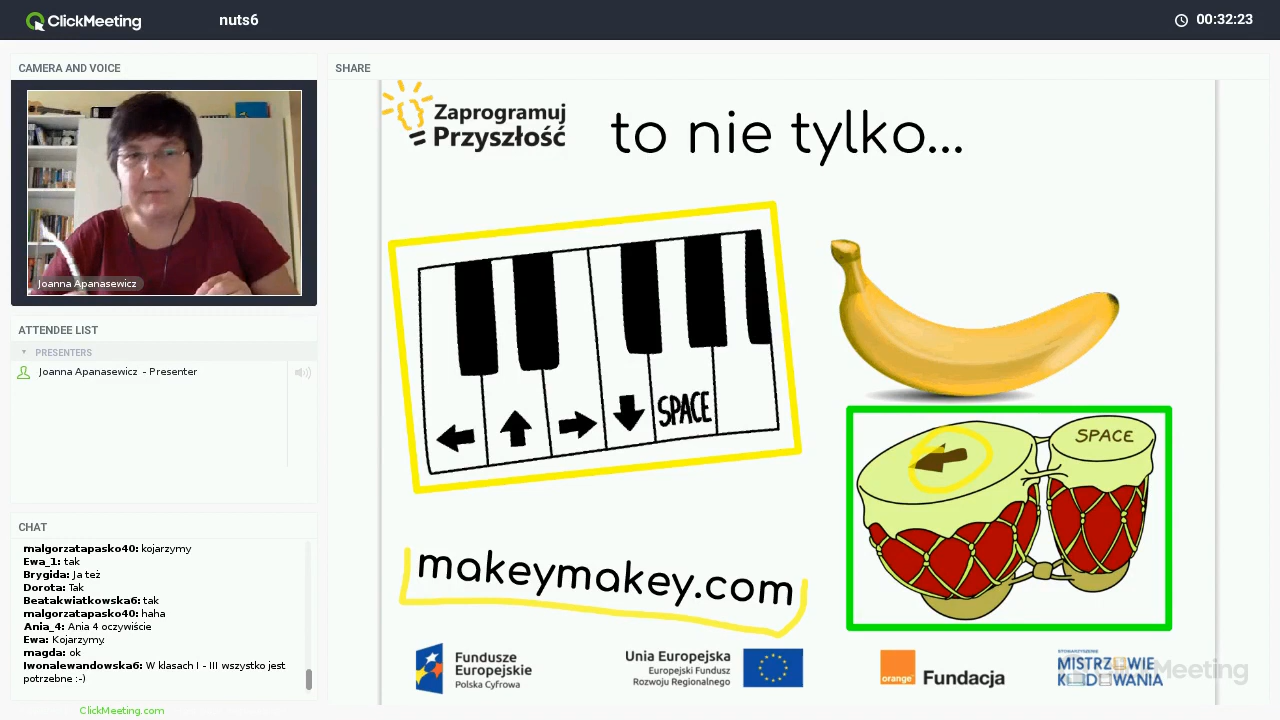 ClickMeeting
nuts6
00:32:23
CAMERA AND VOICE
Joanna Apanasewicz
ATTENDEE LIST
PRESENTERS
Joanna Apanasewicz - Presenter
CHAT
malgorzatapasko40: kojarzymy
Ewa_1: tak
Brygida: Ja też
Dorota: Tak
Beatakwiatkowska6: tak
malgorzatapasko40: haha
Ania_4: Ania 4 oczywiście
Ewa: Kojarzymy.
magda: ok
Iwonalewandowska6: W klasach I - III wszystko jest
potrzebne :-)
ClickMeeting.com
SHARE
Zaprogramuj
Przyszłość
to nie tylko...
SPACE
SPACE
makeymakey.com
Fundusze
Europejskie
Polska Cyfrowa
Unia Europejska
Europejski Fundusz
Rozwoju Regionalnego
orange
Fundacja
STOWARZYSZENIE
MISTRZOWIE
KODOWANIA
Meeting